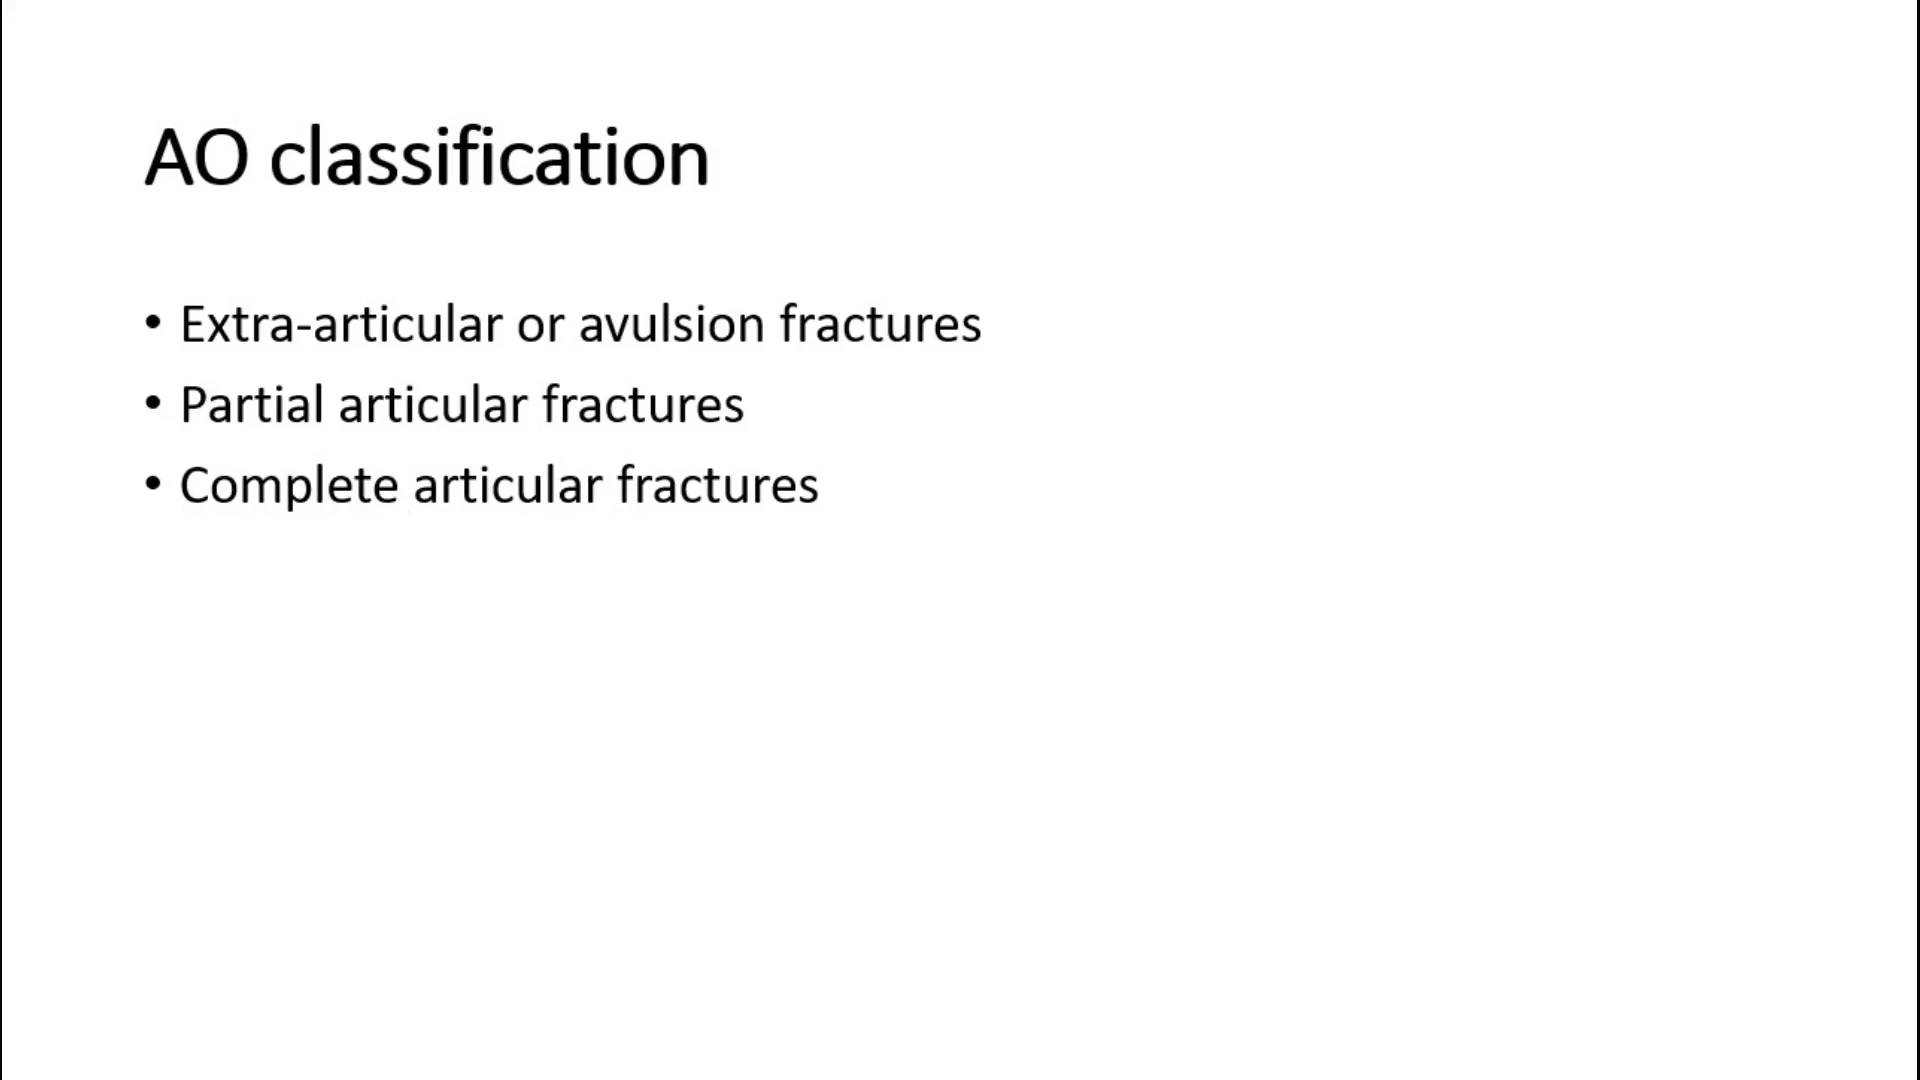 AO classification
• Extra-articular or avulsion fractures
• Partial articular fractures
• Complete articular fractures